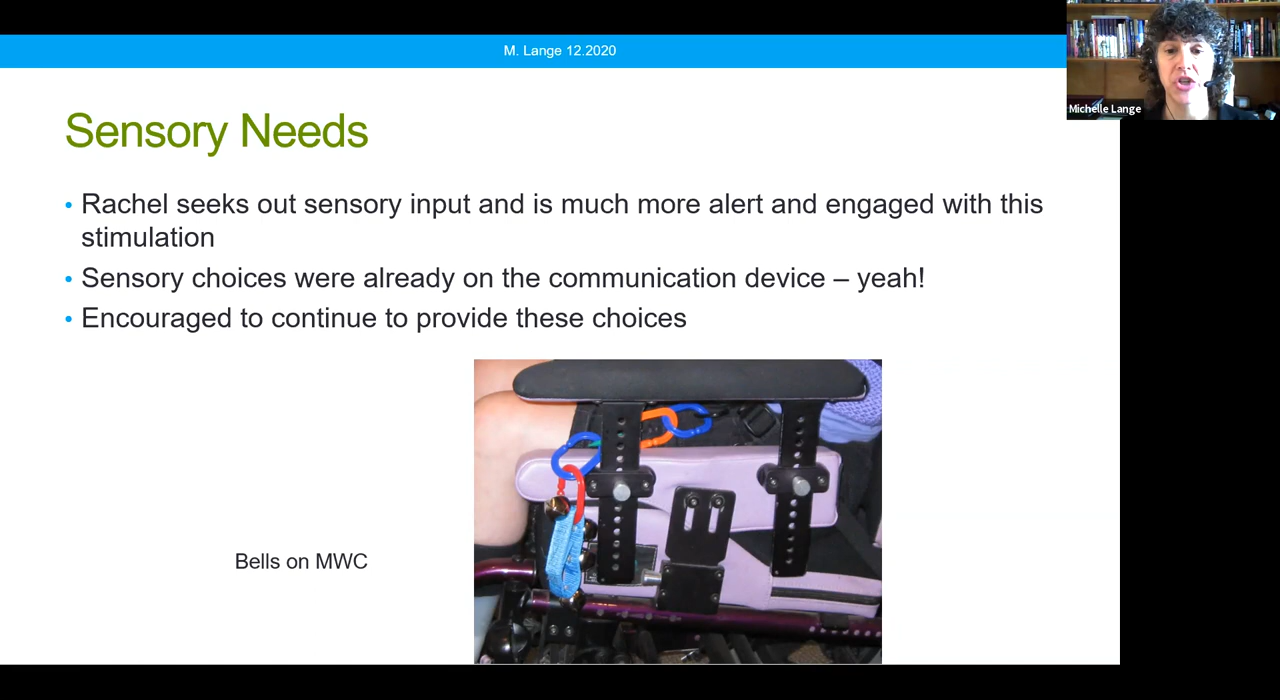 M. Lange 12.2020
Michelle Lange
Sensory Needs
• Rachel seeks out sensory input and is much more alert and engaged with this
stimulation
• Sensory choices were already on the communication device – yeah!
• Encouraged to continue to provide these choices
Bells on MWC